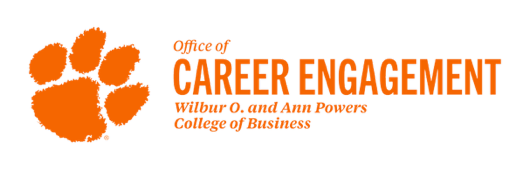 Office of
CAREER ENGAGEMENT
Wilbur O. and Ann Powers
College of Business
®